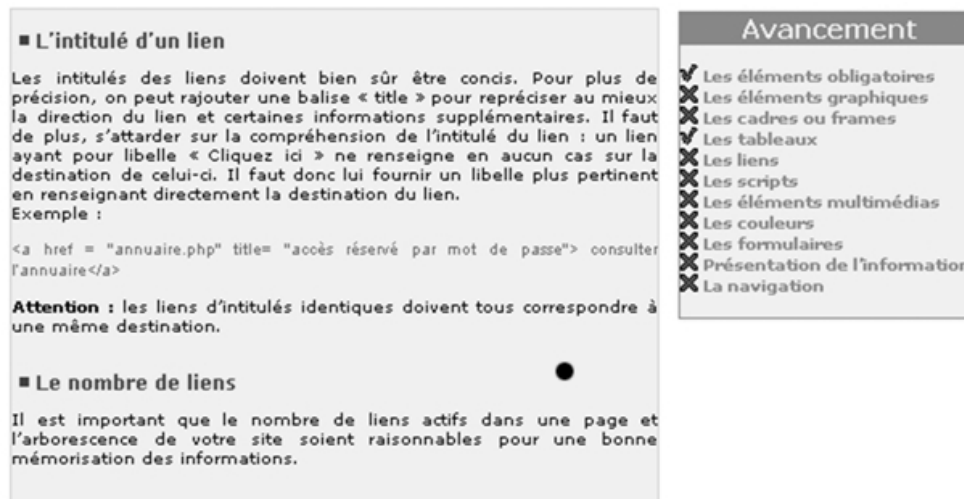 L'intitulé d'un lien
Les intitulés des liens doivent bien sûr être concis. Pour plus de
précision, on peut rajouter une balise « title » pour repréciser au mieux
la direction du lien et certaines informations supplémentaires. Il faut
de plus, s'attarder sur la compréhension de l'intitulé du lien : un lien
ayant pour libelle « Cliquez ici » ne renseigne en aucun cas sur la
destination de celui-ci. Il faut donc lui fournir un libelle plus pertinent
en renseignant directement la destination du lien.
Exemple :
<a href = "annuaire.php" title= "accès réservé par mot de passe"> consulter
l'annuaire</a>
Attention : les liens d'intitulés identiques doivent tous correspondre à
une même destination.
Le nombre de liens
Il est important que le nombre de liens actifs dans une page et
l'arborescence de votre site soient raisonnables pour une bonne
mémorisation des informations.
Avancement
Les éléments obligatoires
Les éléments graphiques
Les cadres ou frames
Les tableaux
Les liens
Les scripts
Les éléments multimédias
Les couleurs
Les formulaires
Présentation de l'information
La navigation